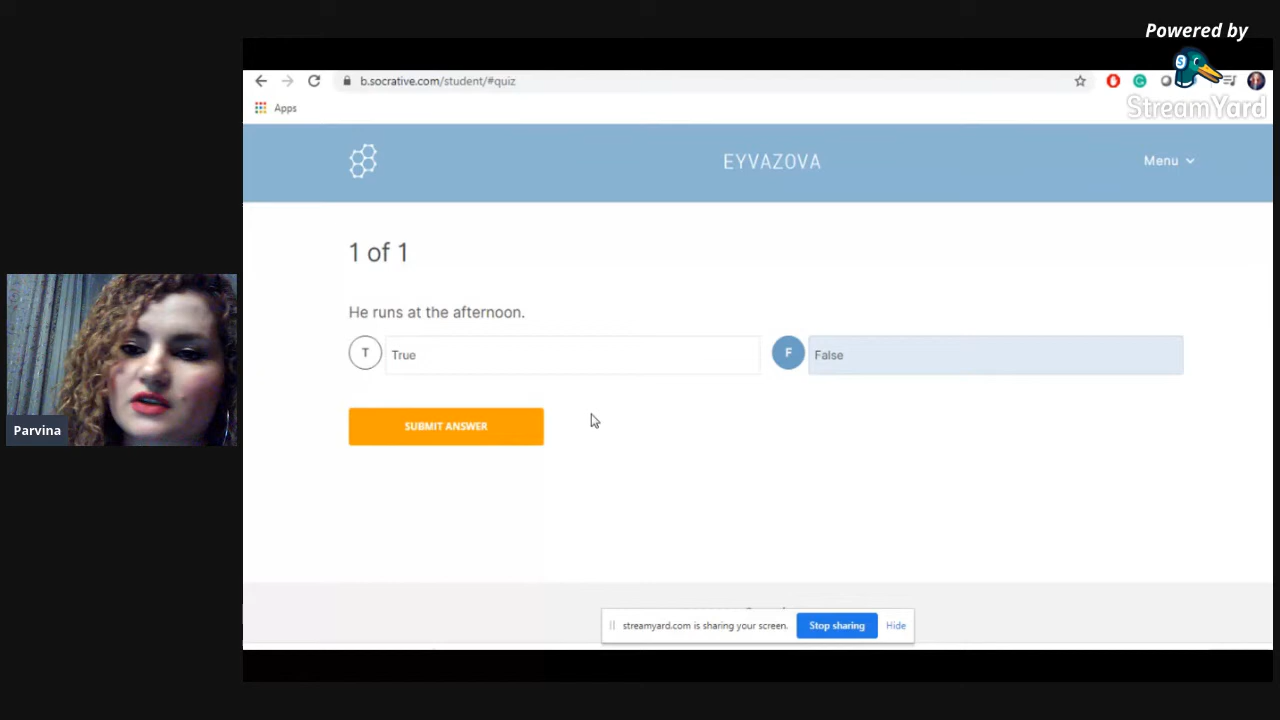 Powered by
StreamYard
b.socrative.com/student/#quiz
Apps
EYVAZOVA
Menu
1 of 1
He runs at the afternoon.
T True
F False
SUBMIT ANSWER
Parvina
streamyard.com is sharing your screen. Stop sharing Hide